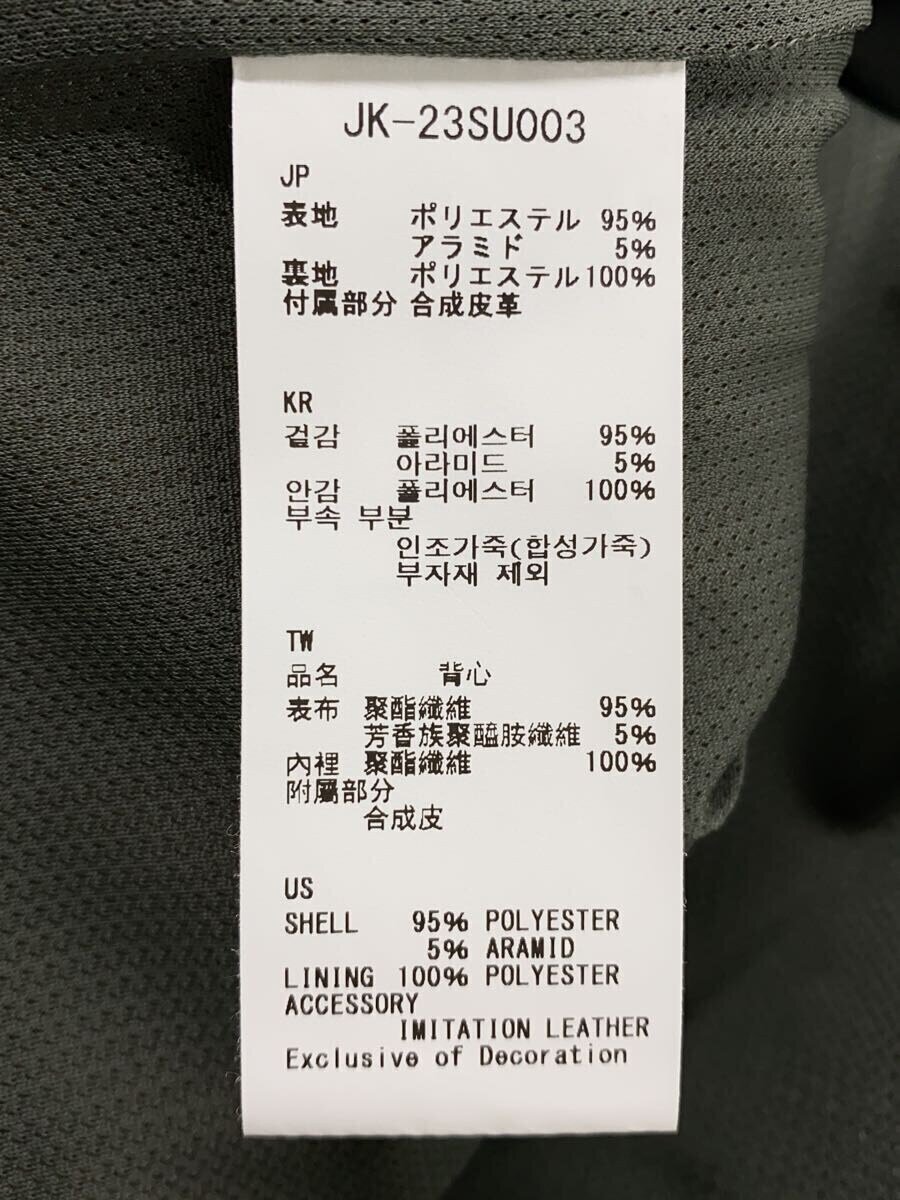 JK-23SU003
JP
表地 ポリエステル 95%
アラミド 5%
裏地 ポリエステル100%
付属部分 合成皮革
KR
겉감 폴리에스터 95%
아라미드 5%
안감 폴리에스터 100%
부속 부분
인조가죽(합성가죽)
부자재 제외
TW
品名 背心
表布 聚酯纖維 95%
芳香族聚醯胺纖維 5%
內裡 聚酯纖維 100%
附屬部分
合成皮
US
SHELL 95% POLYESTER
5% ARAMID
LINING 100% POLYESTER
ACCESSORY
IMITATION LEATHER
Exclusive of Decoration